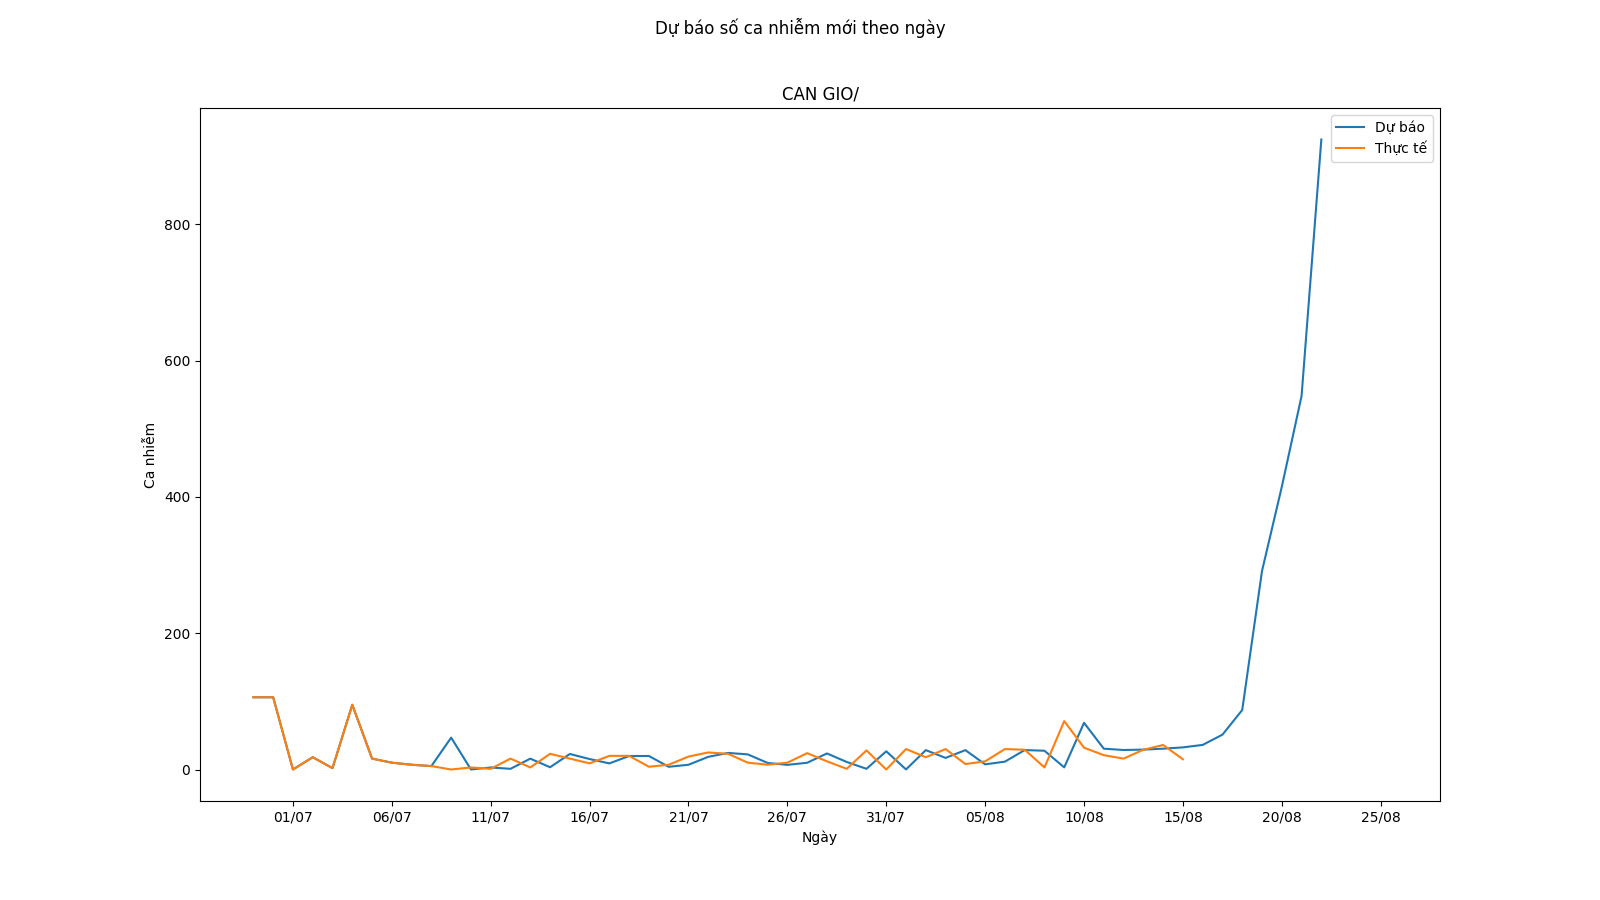 Dự báo số ca nhiễm mới theo ngày
CAN GIO/
Dự báo
Thực tế
800
600
400
200
0
Ca nhiễm
01/07 06/07 11/07 16/07 21/07 26/07 31/07 05/08 10/08 15/08 20/08 25/08
Ngày